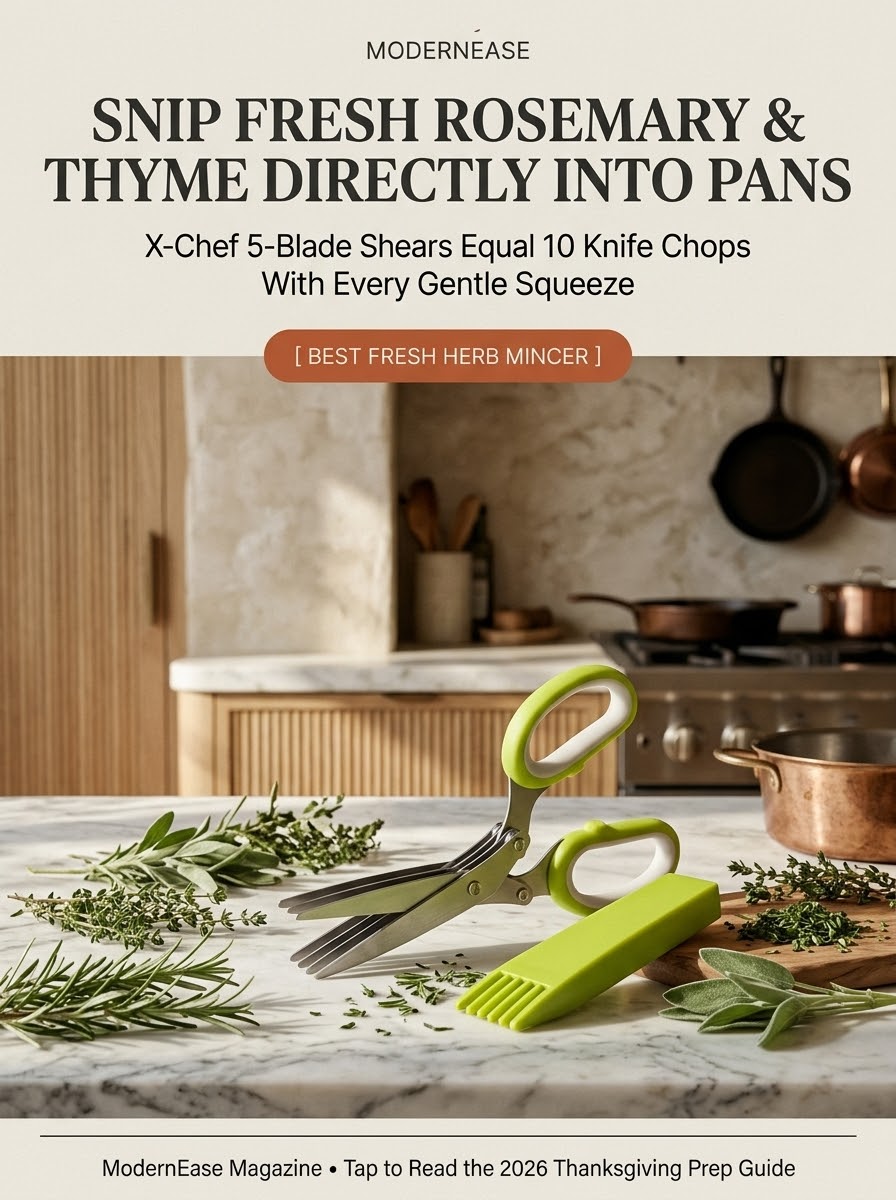 MODERNEASE
SNIP FRESH ROSEMARY &
THYME DIRECTLY INTO PANS
X-Chef 5-Blade Shears Equal 10 Knife Chops
With Every Gentle Squeeze
[ BEST FRESH HERB MINCER ]
ModernEase Magazine • Tap to Read the 2026 Thanksgiving Prep Guide